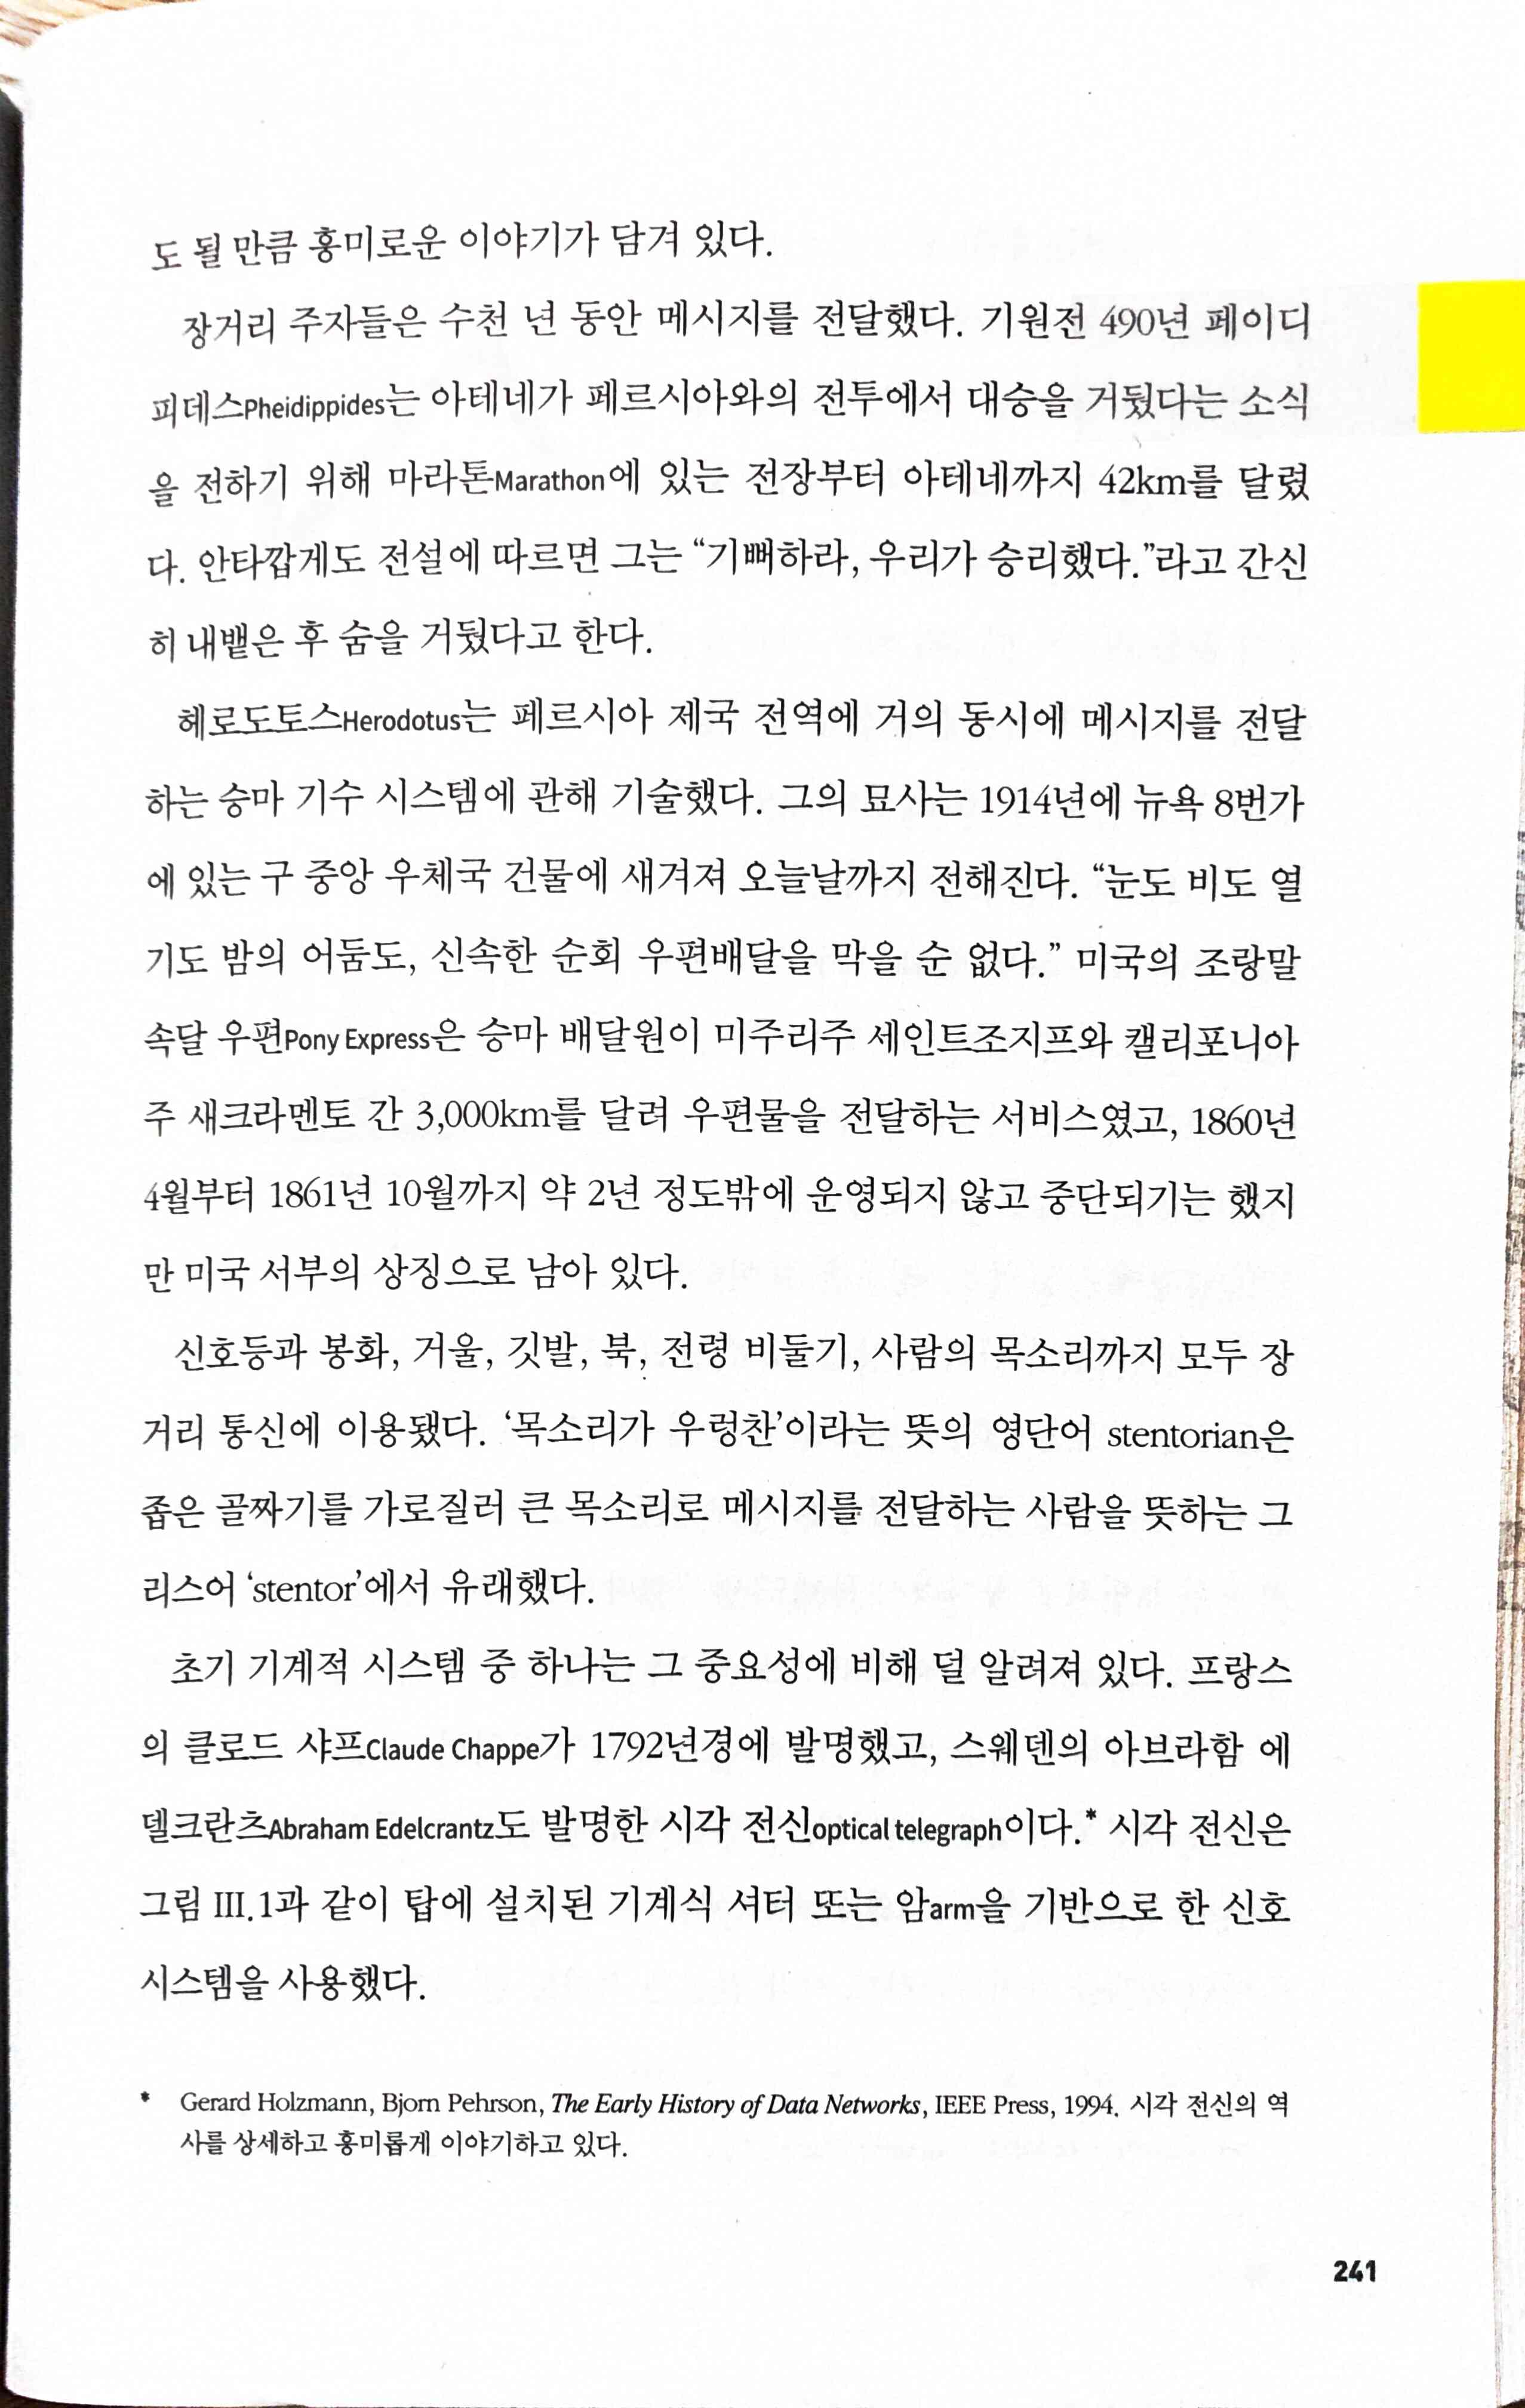 도 될 만큼 흥미로운 이야기가 담겨 있다.
장거리 주자들은 수천 년 동안 메시지를 전달했다. 기원전 490년 페이디
피데스Pheidippides는 아테네가 페르시아와의 전투에서 대승을 거뒀다는 소식
을 전하기 위해 마라톤Marathon에 있는 전장부터 아테네까지 42km를 달렸
다. 안타깝게도 전설에 따르면 그는 “기뻐하라, 우리가 승리했다.”라고 간신
히 내뱉은 후 숨을 거뒀다고 한다.
헤로도토스Herodotus는 페르시아 제국 전역에 거의 동시에 메시지를 전달
하는 승마 기수 시스템에 관해 기술했다. 그의 묘사는 1914년에 뉴욕 8번가
에 있는 구 중앙 우체국 건물에 새겨져 오늘날까지 전해진다. “눈도 비도 열
기도 밤의 어둠도, 신속한 순회 우편배달을 막을 순 없다.” 미국의 조랑말
속달 우편Pony Express은 승마 배달원이 미주리주 세인트조지프와 캘리포니아
주 새크라멘토 간 3,000km를 달려 우편물을 전달하는 서비스였고, 1860년
4월부터 1861년 10월까지 약 2년 정도밖에 운영되지 않고 중단되기는 했지
만 미국 서부의 상징으로 남아 있다.
신호등과 봉화, 거울, 깃발, 북, 전령 비둘기, 사람의 목소리까지 모두 장
거리 통신에 이용됐다. ‘목소리가 우렁찬’이라는 뜻의 영단어 stentorian은
좁은 골짜기를 가로질러 큰 목소리로 메시지를 전달하는 사람을 뜻하는 그
리스어 ‘stentor’에서 유래했다.
초기 기계적 시스템 중 하나는 그 중요성에 비해 덜 알려져 있다. 프랑스
의 클로드 샤프Claude Chappe가 1792년경에 발명했고, 스웨덴의 아브라함 에
델크란츠Abraham Edelcrantz도 발명한 시각 전신optical telegraph이다.* 시각 전신은
그림 III.1과 같이 탑에 설치된 기계식 셔터 또는 암arm을 기반으로 한 신호
시스템을 사용했다.
* Gerard Holzmann, Bjorn Pehrson, The Early History of Data Networks, IEEE Press, 1994. 시각 전신의 역
사를 상세하고 흥미롭게 이야기하고 있다.
241